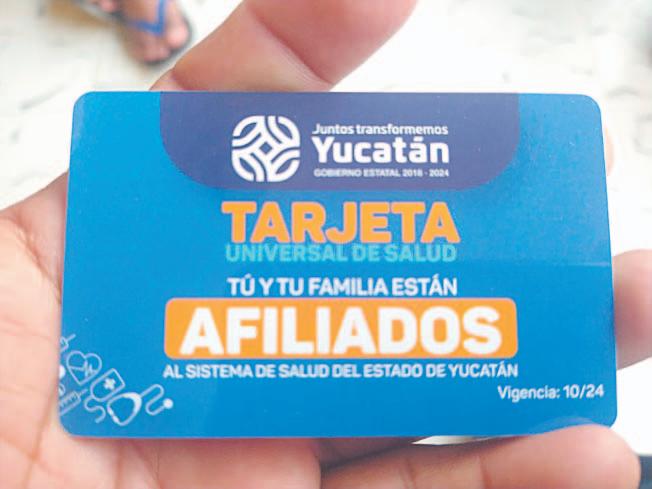 Juntos transformemos
Yucatán
GOBIERNO ESTATAL 2018 - 2024
TARJETA
UNIVERSAL DE SALUD
TÚ Y TU FAMILIA ESTÁN
AFILIADOS
AL SISTEMA DE SALUD DEL ESTADO DE YUCATÁN
Vigencia: 10/24